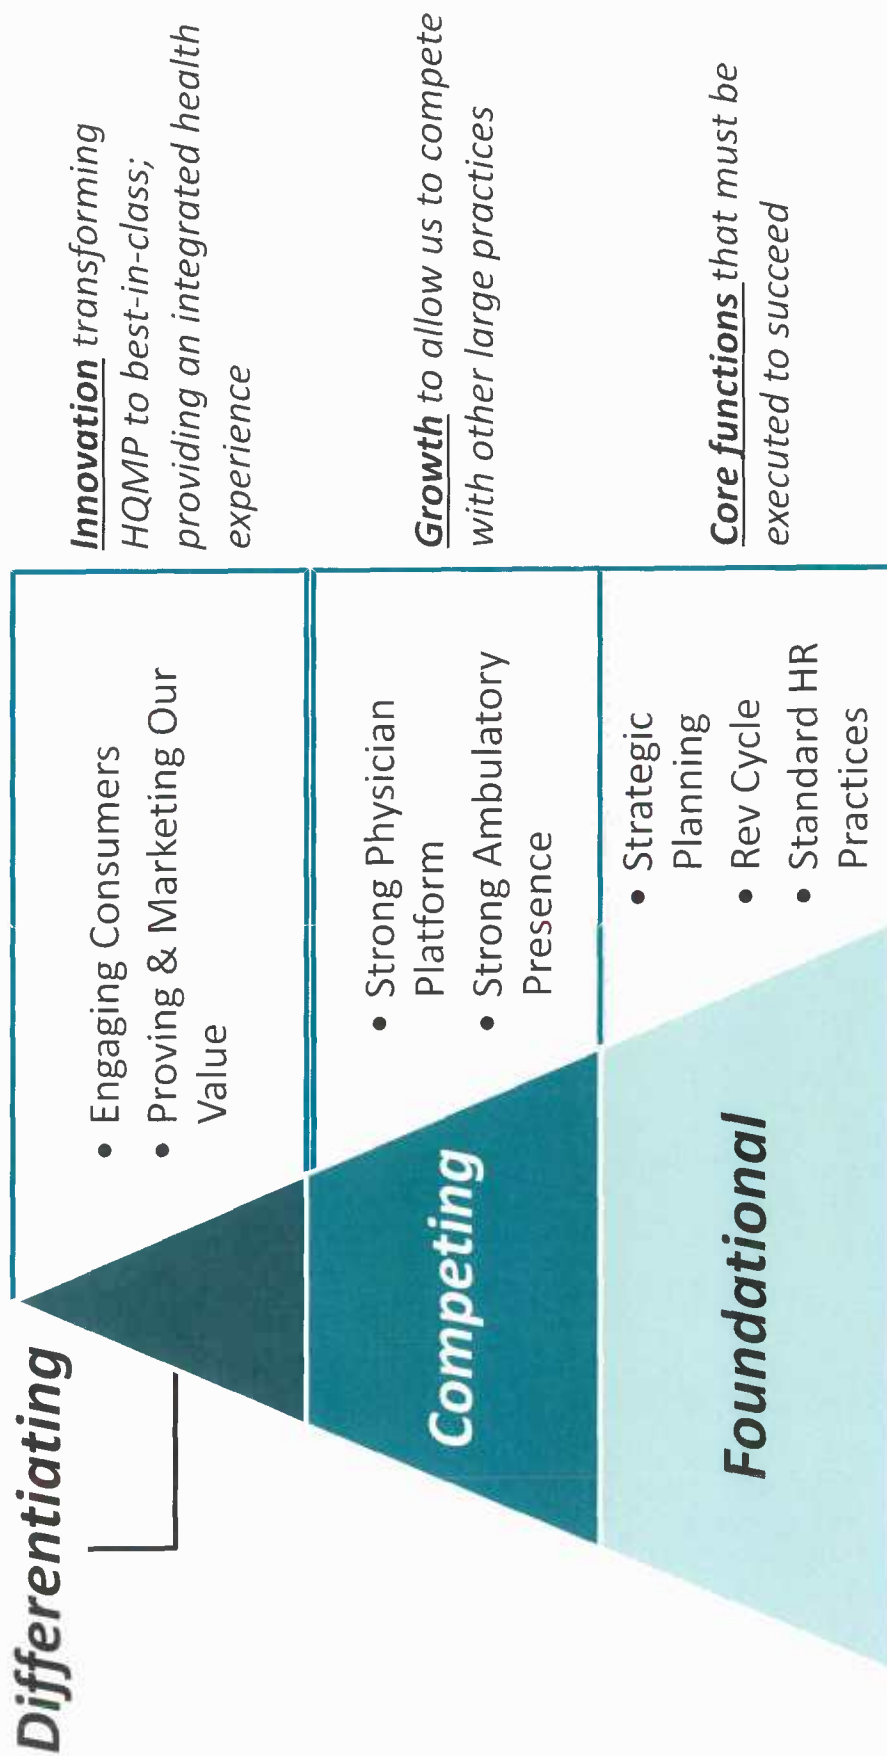 Differentiating
• Engaging Consumers
• Proving & Marketing Our
Value
Innovation transforming
HQMP to best-in-class;
providing an integrated health
experience
Competing
• Strong Physician
Platform
• Strong Ambulatory
Presence
Growth to allow us to compete
with other large practices
Foundational
• Strategic
Planning
• Rev Cycle
• Standard HR
Practices
Core functions that must be
executed to succeed